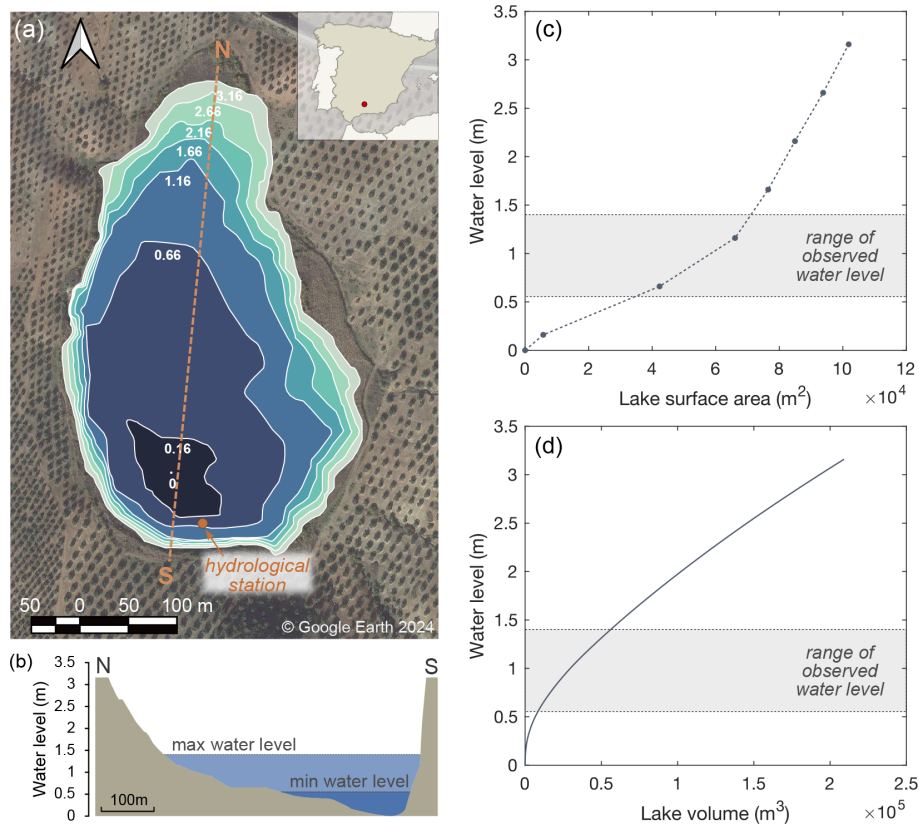 (a)
N
3.16
2.66
2.16
1.66
1.16
0.66
0.16
0
S
hydrological
station
50 0 50 100 m
© Google Earth 2024
(b)
N S
Water level (m)
3.5
3
2.5
2
1.5
1
0.5
0
max water level
min water level
100m
(c)
Water level (m)
3.5
3
2.5
2
1.5
1
0.5
0
range of
observed
water level
0 2 4 6 8 10 12
Lake surface area (m²) ×10⁴
(d)
Water level (m)
3.5
3
2.5
2
1.5
1
0.5
0
range of
observed
water level
0 0.5 1 1.5 2 2.5
Lake volume (m³) ×10⁵